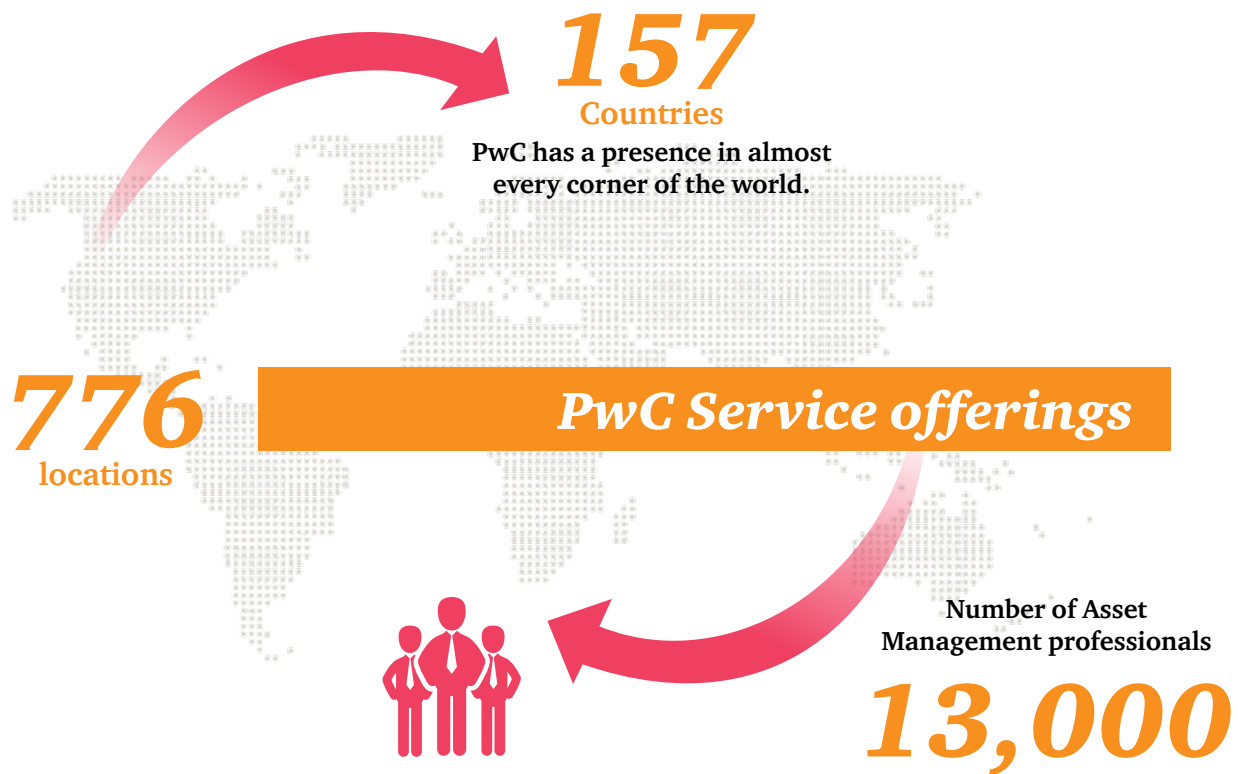 157
Countries
PwC has a presence in almost
every corner of the world.
776
locations
PwC Service offerings
Number of Asset
Management professionals
13,000